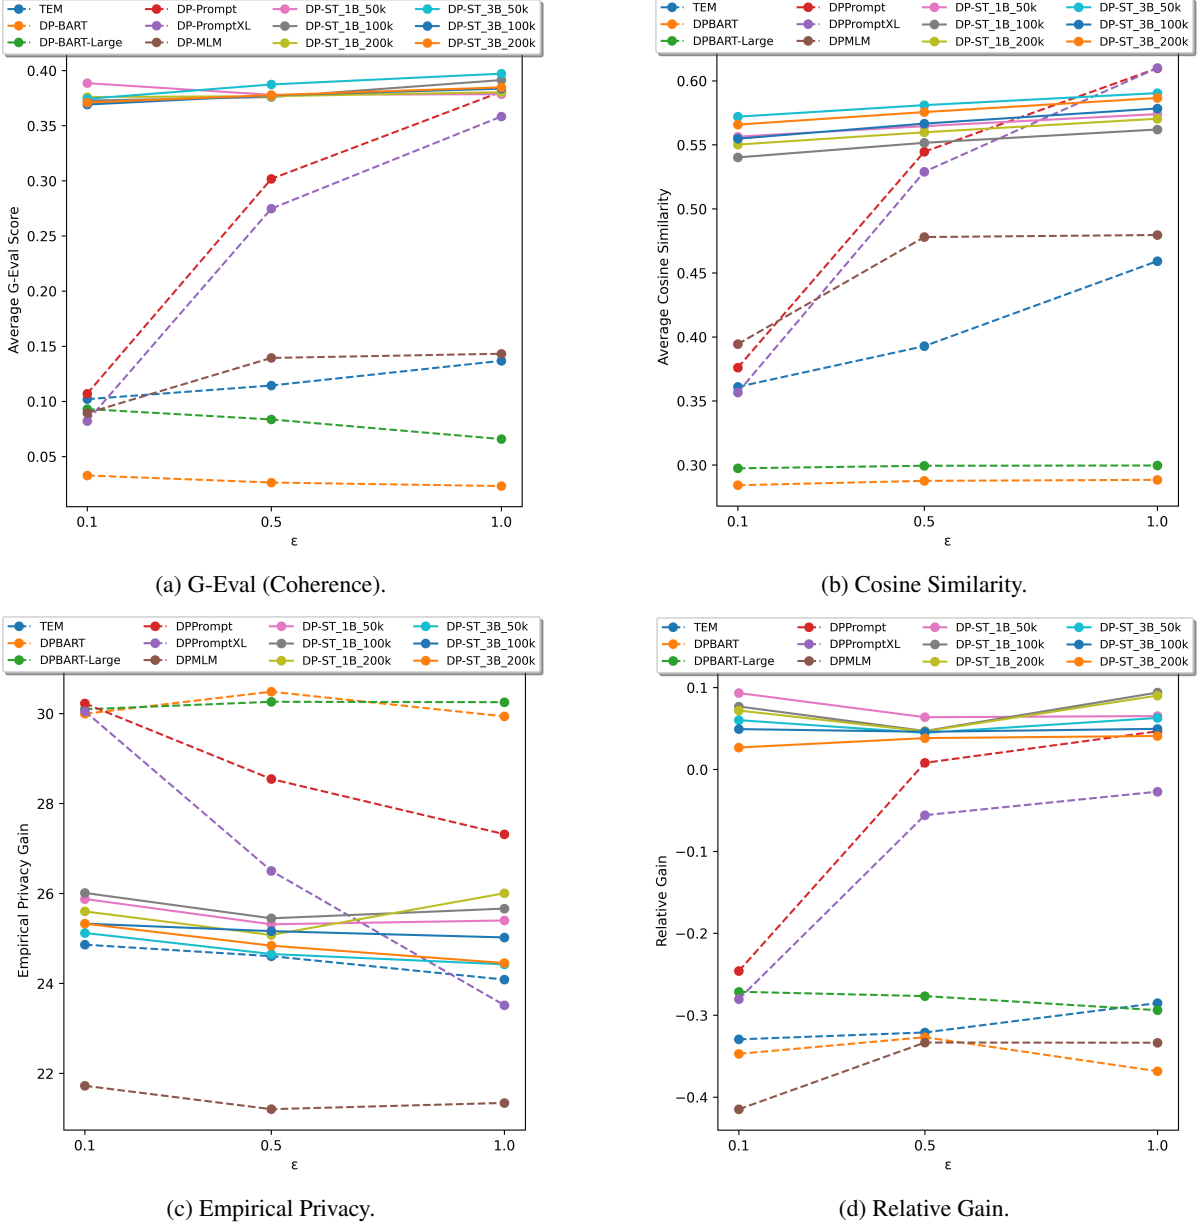 TEM DP-Prompt DP-ST_1B_50k DP-ST_3B_50k
DP-BART DP-PromptXL DP-ST_1B_100k DP-ST_3B_100k
DP-BART-Large DP-MLM DP-ST_1B_200k DP-ST_3B_200k
0.40
0.35
0.30
0.25
0.20
0.15
0.10
0.05
Average G-Eval Score
0.1 0.5 1.0
ε
(a) G-Eval (Coherence).
TEM DPPrompt DP-ST_1B_50k DP-ST_3B_50k
DPBART DPPromptXL DP-ST_1B_100k DP-ST_3B_100k
DPBART-Large DPMLM DP-ST_1B_200k DP-ST_3B_200k
0.60
0.55
0.50
0.45
0.40
0.35
0.30
Average Cosine Similarity
0.1 0.5 1.0
ε
(b) Cosine Similarity.
TEM DPPrompt DP-ST_1B_50k DP-ST_3B_50k
DPBART DPPromptXL DP-ST_1B_100k DP-ST_3B_100k
DPBART-Large DPMLM DP-ST_1B_200k DP-ST_3B_200k
30
28
26
24
22
Empirical Privacy Gain
0.1 0.5 1.0
ε
(c) Empirical Privacy.
TEM DPPrompt DP-ST_1B_50k DP-ST_3B_50k
DPBART DPPromptXL DP-ST_1B_100k DP-ST_3B_100k
DPBART-Large DPMLM DP-ST_1B_200k DP-ST_3B_200k
0.1
0.0
−0.1
−0.2
−0.3
−0.4
Relative Gain
0.1 0.5 1.0
ε
(d) Relative Gain.